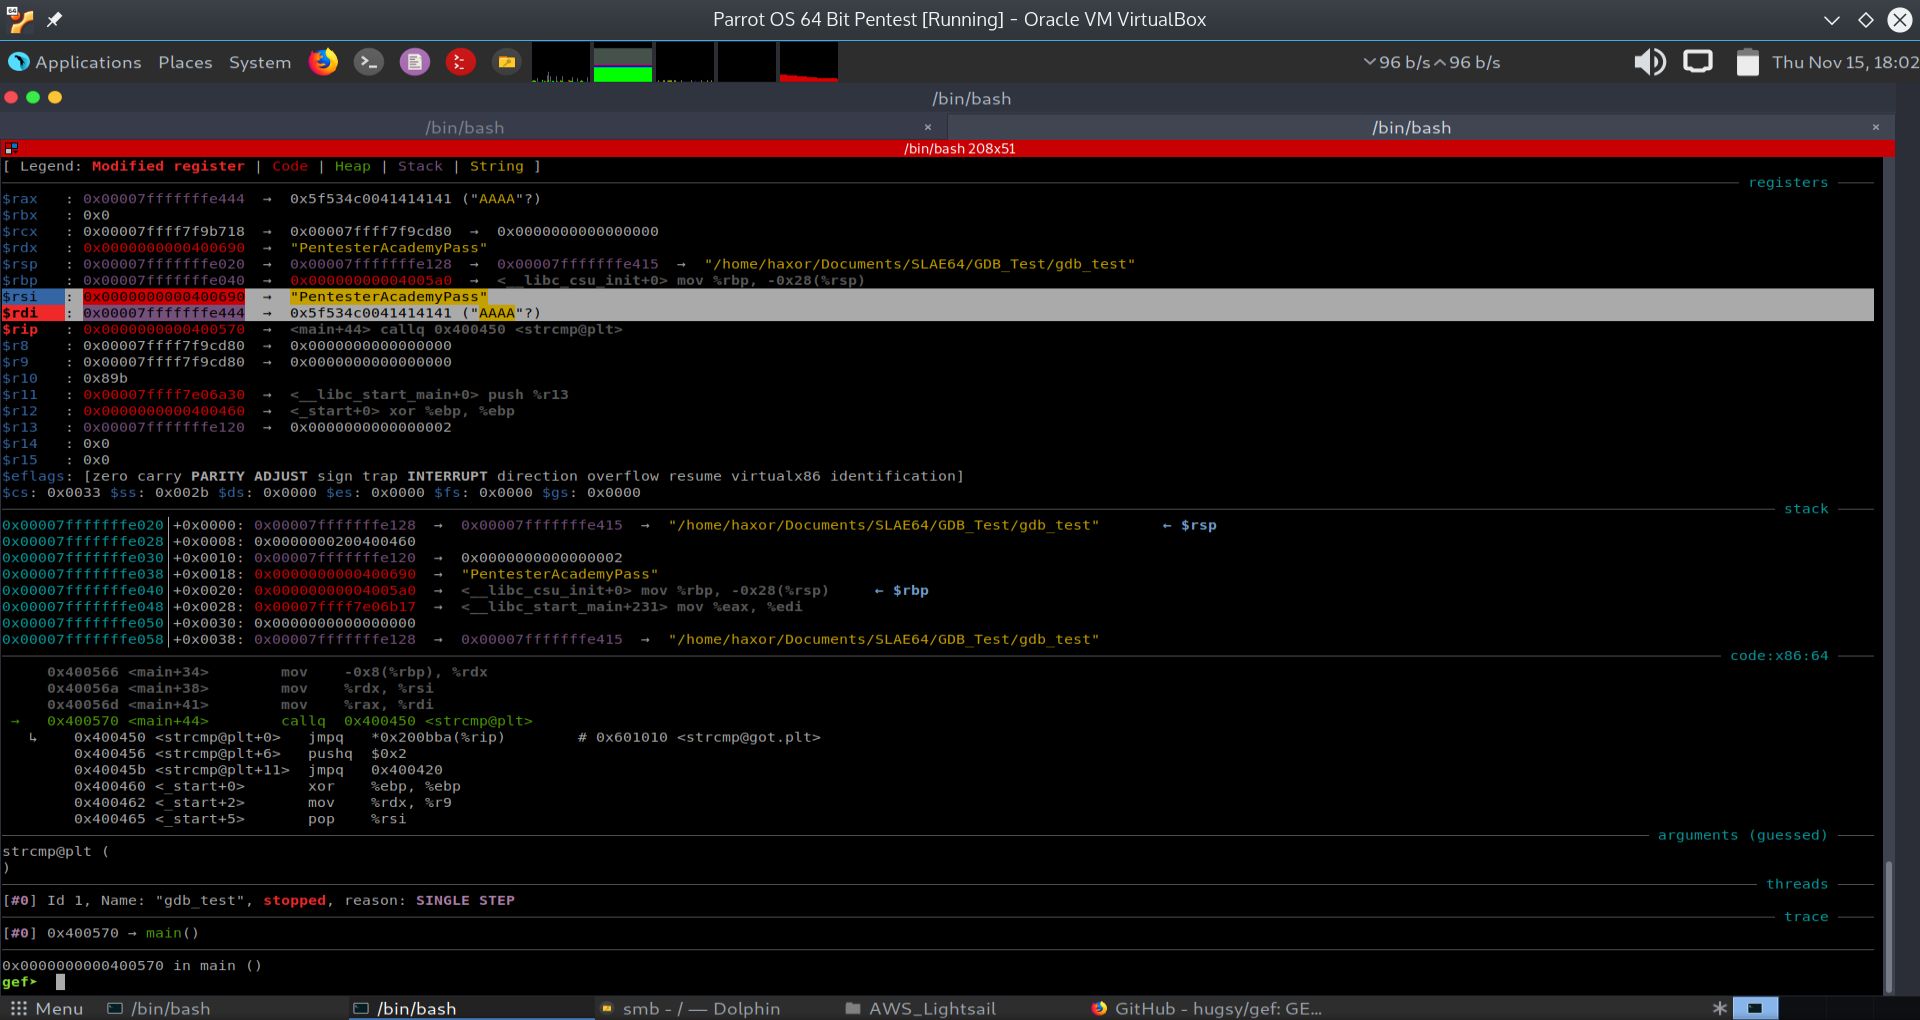 Parrot OS 64 Bit Pentest [Running] - Oracle VM VirtualBox
Applications Places System 96 b/s 96 b/s Thu Nov 15, 18:02
/bin/bash
/bin/bash × /bin/bash ×
/bin/bash 208x51
[ Legend: Modified register | Code | Heap | Stack | String ]
registers
$rax : 0x00007fffffffe444 → 0x5f534c0041414141 ("AAAA"?)
$rbx : 0x0
$rcx : 0x00007ffff7f9b718 → 0x00007ffff7f9cd80 → 0x0000000000000000
$rdx : 0x0000000000400690 → "PentesterAcademyPass"
$rsp : 0x00007fffffffe020 → 0x00007fffffffe128 → 0x00007fffffffe415 → "/home/haxor/Documents/SLAE64/GDB_Test/gdb_test"
$rbp : 0x00007fffffffe040 → 0x00000000004005a0 → <__libc_csu_init+0> mov %rbp, -0x28(%rsp)
$rsi : 0x0000000000400690 → "PentesterAcademyPass"
$rdi : 0x00007fffffffe444 → 0x5f534c0041414141 ("AAAA"?)
$rip : 0x0000000000400570 → <main+44> callq 0x400450 <strcmp@plt>
$r8 : 0x00007ffff7f9cd80 → 0x0000000000000000
$r9 : 0x00007ffff7f9cd80 → 0x0000000000000000
$r10 : 0x89b
$r11 : 0x00007ffff7e06a30 → <__libc_start_main+0> push %r13
$r12 : 0x0000000000400460 → <_start+0> xor %ebp, %ebp
$r13 : 0x00007fffffffe120 → 0x0000000000000002
$r14 : 0x0
$r15 : 0x0
$eflags: [zero carry PARITY ADJUST sign trap INTERRUPT direction overflow resume virtualx86 identification]
$cs: 0x0033 $ss: 0x002b $ds: 0x0000 $es: 0x0000 $fs: 0x0000 $gs: 0x0000
stack
0x00007fffffffe020│+0x0000: 0x00007fffffffe128 → 0x00007fffffffe415 → "/home/haxor/Documents/SLAE64/GDB_Test/gdb_test" ← $rsp
0x00007fffffffe028│+0x0008: 0x0000000200400460
0x00007fffffffe030│+0x0010: 0x00007fffffffe120 → 0x0000000000000002
0x00007fffffffe038│+0x0018: 0x0000000000400690 → "PentesterAcademyPass"
0x00007fffffffe040│+0x0020: 0x00000000004005a0 → <__libc_csu_init+0> mov %rbp, -0x28(%rsp) ← $rbp
0x00007fffffffe048│+0x0028: 0x00007ffff7e06b17 → <__libc_start_main+231> mov %eax, %edi
0x00007fffffffe050│+0x0030: 0x0000000000000000
0x00007fffffffe058│+0x0038: 0x00007fffffffe128 → 0x00007fffffffe415 → "/home/haxor/Documents/SLAE64/GDB_Test/gdb_test"
code:x86:64
0x400566 <main+34> mov -0x8(%rbp), %rdx
0x40056a <main+38> mov %rdx, %rsi
0x40056d <main+41> mov %rax, %rdi
→ 0x400570 <main+44> callq 0x400450 <strcmp@plt>
↳ 0x400450 <strcmp@plt+0> jmpq *0x200bba(%rip) # 0x601010 <strcmp@got.plt>
0x400456 <strcmp@plt+6> pushq $0x2
0x40045b <strcmp@plt+11> jmpq 0x400420
0x400460 <_start+0> xor %ebp, %ebp
0x400462 <_start+2> mov %rdx, %r9
0x400465 <_start+5> pop %rsi
arguments (guessed)
strcmp@plt (
)
threads
[#0] Id 1, Name: "gdb_test", stopped, reason: SINGLE STEP
trace
[#0] 0x400570 → main()
0x0000000000400570 in main ()
gef➤
Menu /bin/bash /bin/bash smb - / — Dolphin AWS_Lightsail GitHub - hugsy/gef: GE...